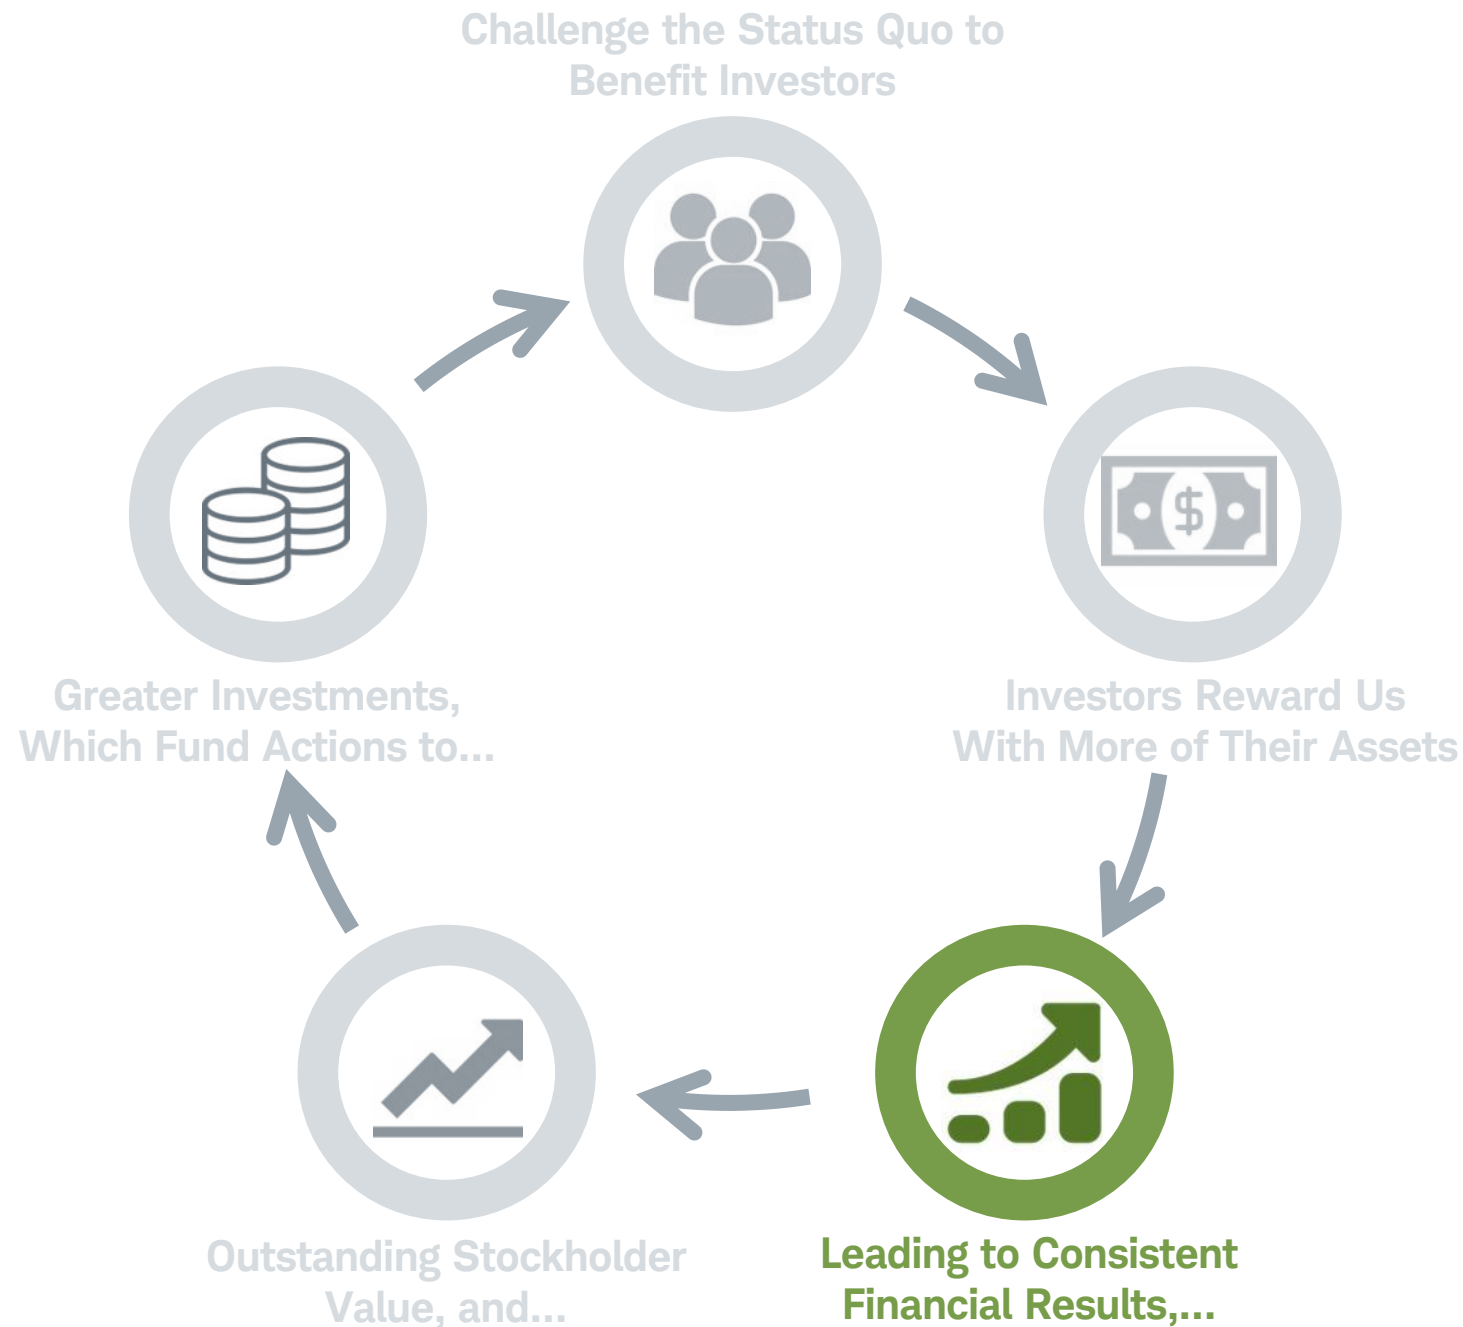 Challenge the Status Quo to
Benefit Investors
$
Greater Investments,
Which Fund Actions to...
Investors Reward Us
With More of Their Assets
Outstanding Stockholder
Value, and...
Leading to Consistent
Financial Results,...